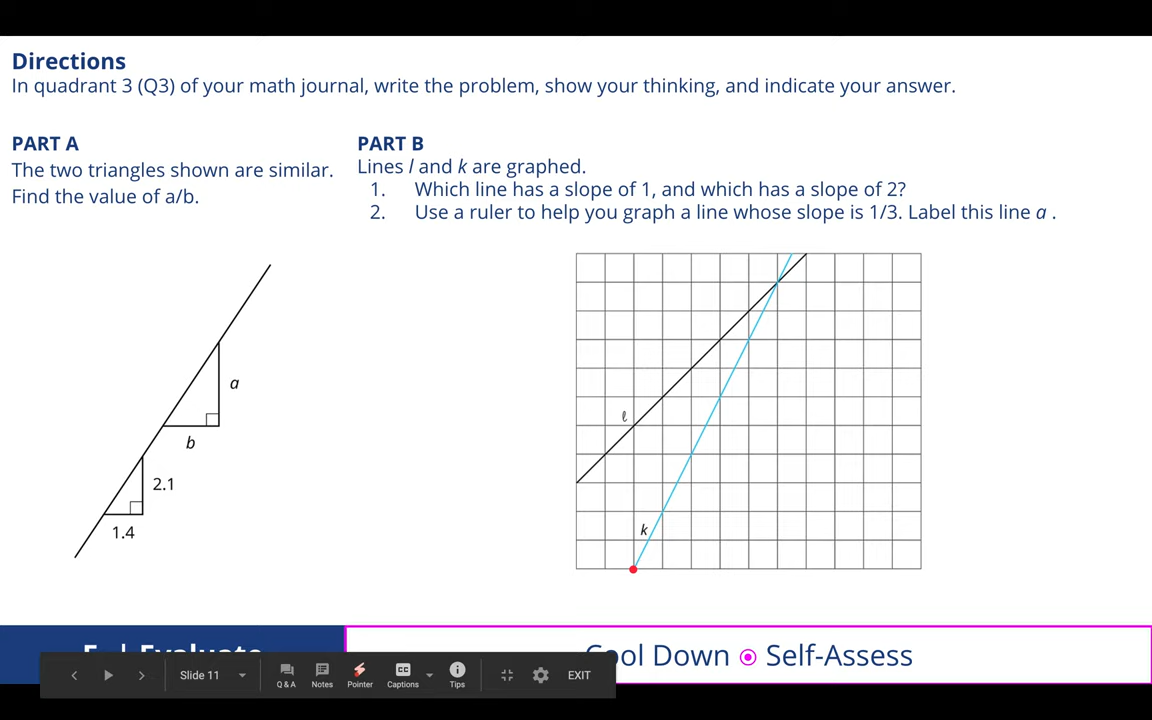 Directions
In quadrant 3 (Q3) of your math journal, write the problem, show your thinking, and indicate your answer.
PART A
The two triangles shown are similar.
Find the value of a/b.
a
b
2.1
1.4
PART B
Lines l and k are graphed.
1. Which line has a slope of 1, and which has a slope of 2?
2. Use a ruler to help you graph a line whose slope is 1/3. Label this line a .
ℓ
k
E | Evaluate
Cool Down ⦿ Self-Assess
Slide 11
Q & A
Notes
Pointer
CC
Captions
Tips
EXIT